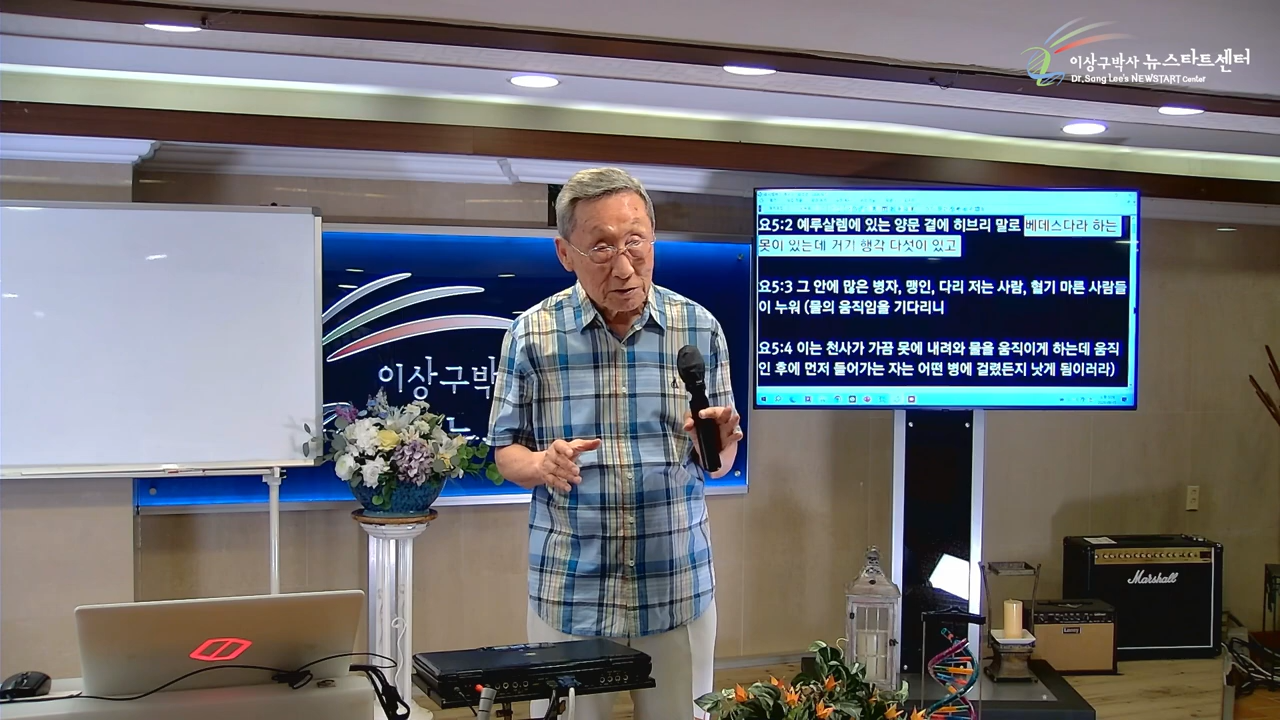 이상구박사 뉴스타트센터
Dr. Sang Lee's NEWSTART Center
요5:2 예루살렘에 있는 양문 곁에 히브리 말로 베데스다라 하는
못이 있는데 거기 행각 다섯이 있고
요5:3 그 안에 많은 병자, 맹인, 다리 저는 사람, 혈기 마른 사람들
이 누워 (물의 움직임을 기다리니
요5:4 이는 천사가 가끔 못에 내려와 물을 움직이게 하는데 움직
인 후에 먼저 들어가는 자는 어떤 병에 걸렸든지 낫게 됨이러라)
이상구박
Marshall
Laney